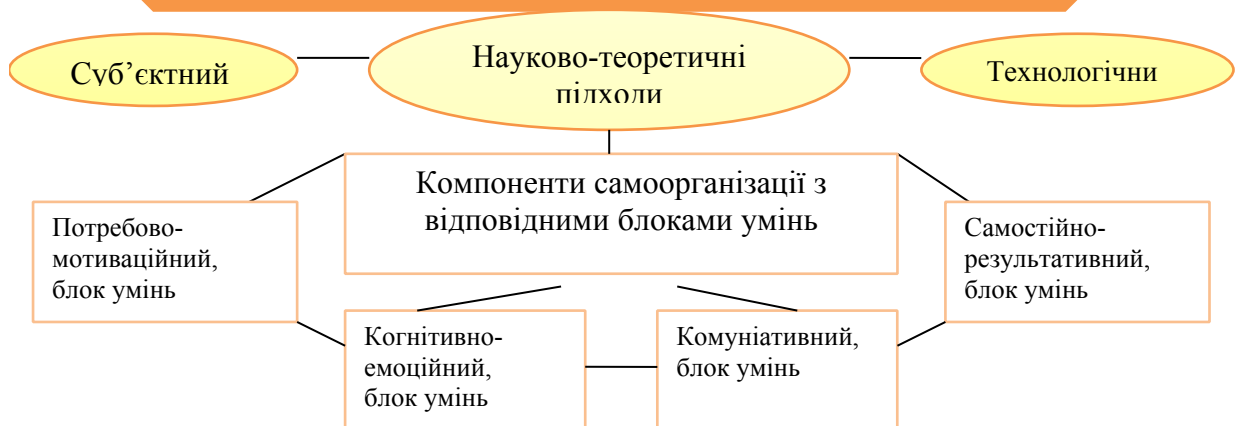 Суб’єктний
Науково-теоретичні
підходи
Технологічни
Компоненти самоорганізації з
відповідними блоками умінь
Потребово-
мотиваційний,
блок умінь
Самостійно-
результативний,
блок умінь
Когнітивно-
емоційний,
блок умінь
Комуніативний,
блок умінь